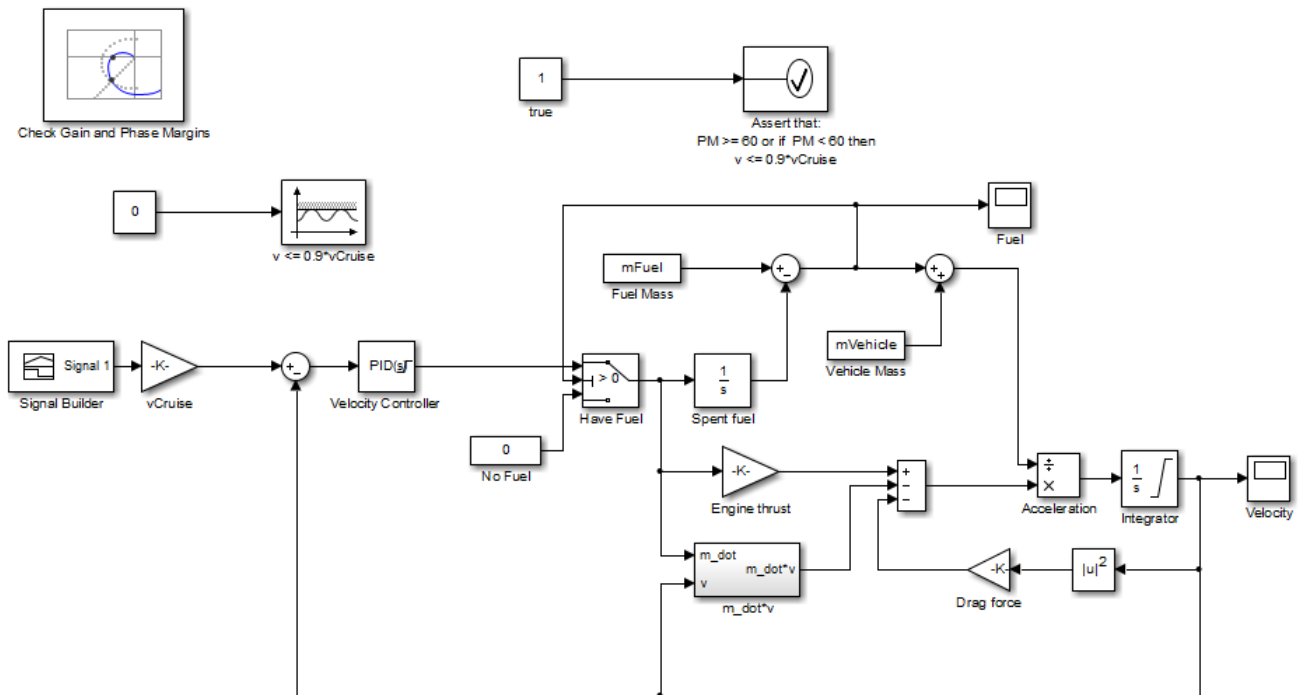 Check Gain and Phase Margins
1
true
Assert that:
PM >= 60 or if PM < 60 then
v <= 0.9*vCruise
0
v <= 0.9*vCruise
Fuel
mFuel
Fuel Mass
mVehicle
Vehicle Mass
Signal 1
Signal Builder
-K-
vCruise
PID(s)
Velocity Controller
> 0
Have Fuel
1
s
Spent fuel
0
No Fuel
-K-
Engine thrust
m_dot
v
m_dot*v
m_dot*v
Acceleration
1
s
Integrator
Velocity
-K-
Drag force
|u|²